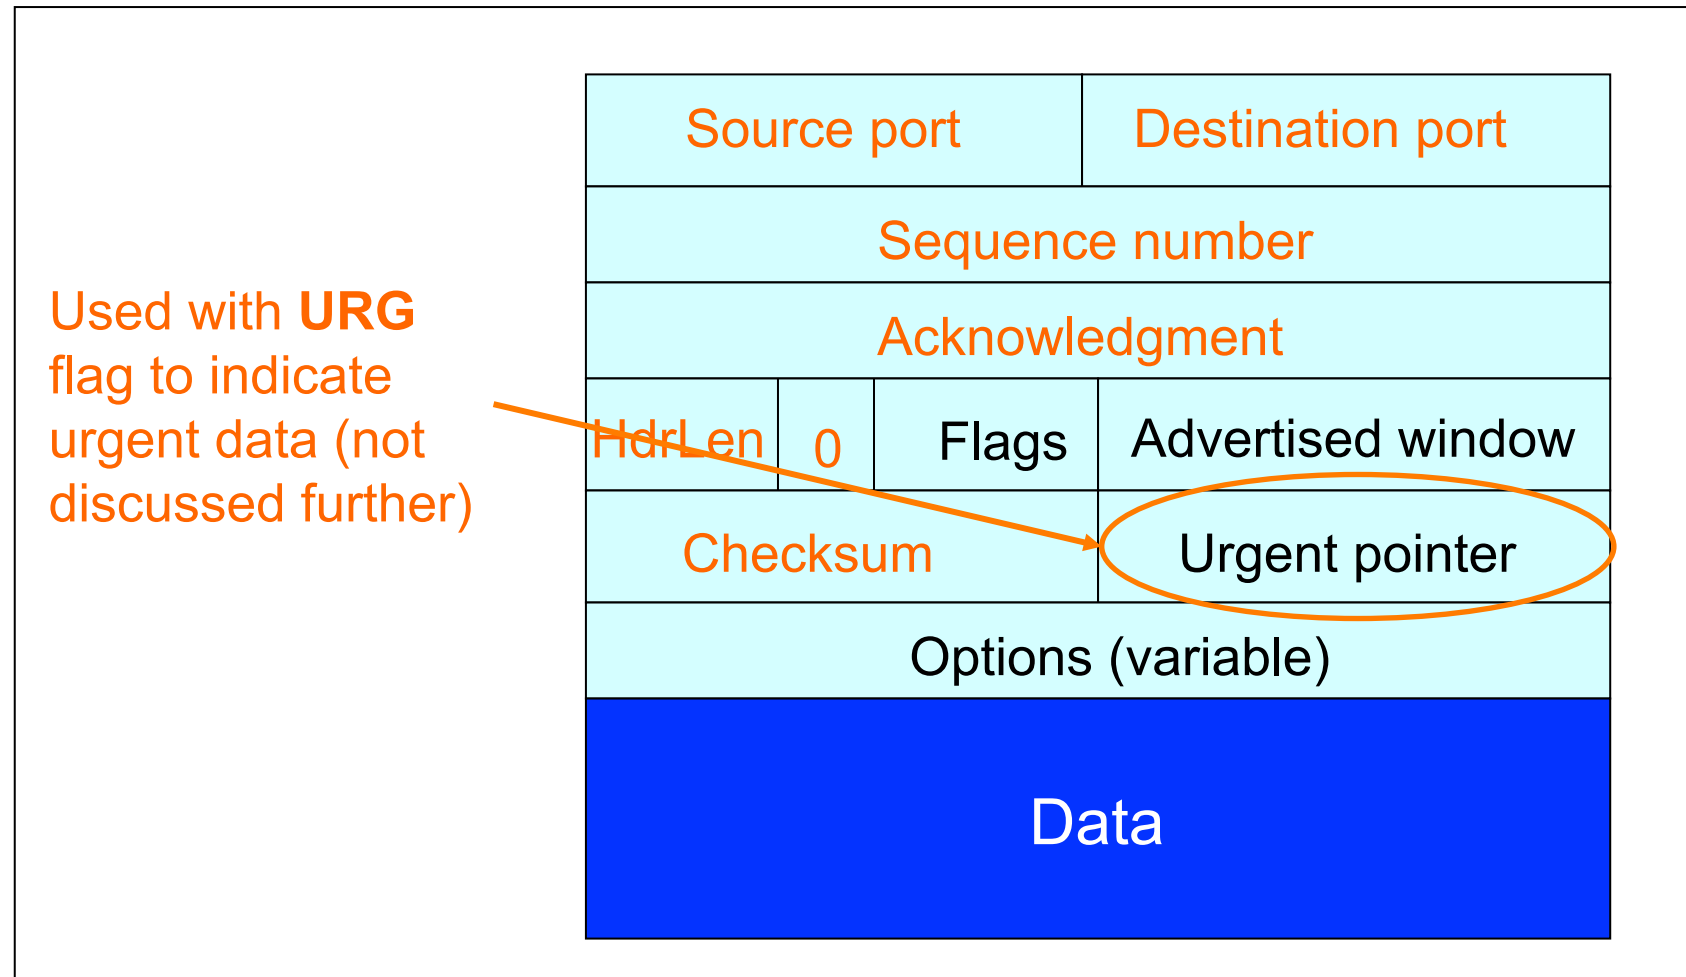 Source port
Destination port
Sequence number
Used with URG
flag to indicate
urgent data (not
discussed further)
Acknowledgment
HdrLen
0
Flags
Advertised window
Checksum
Urgent pointer
Options (variable)
Data